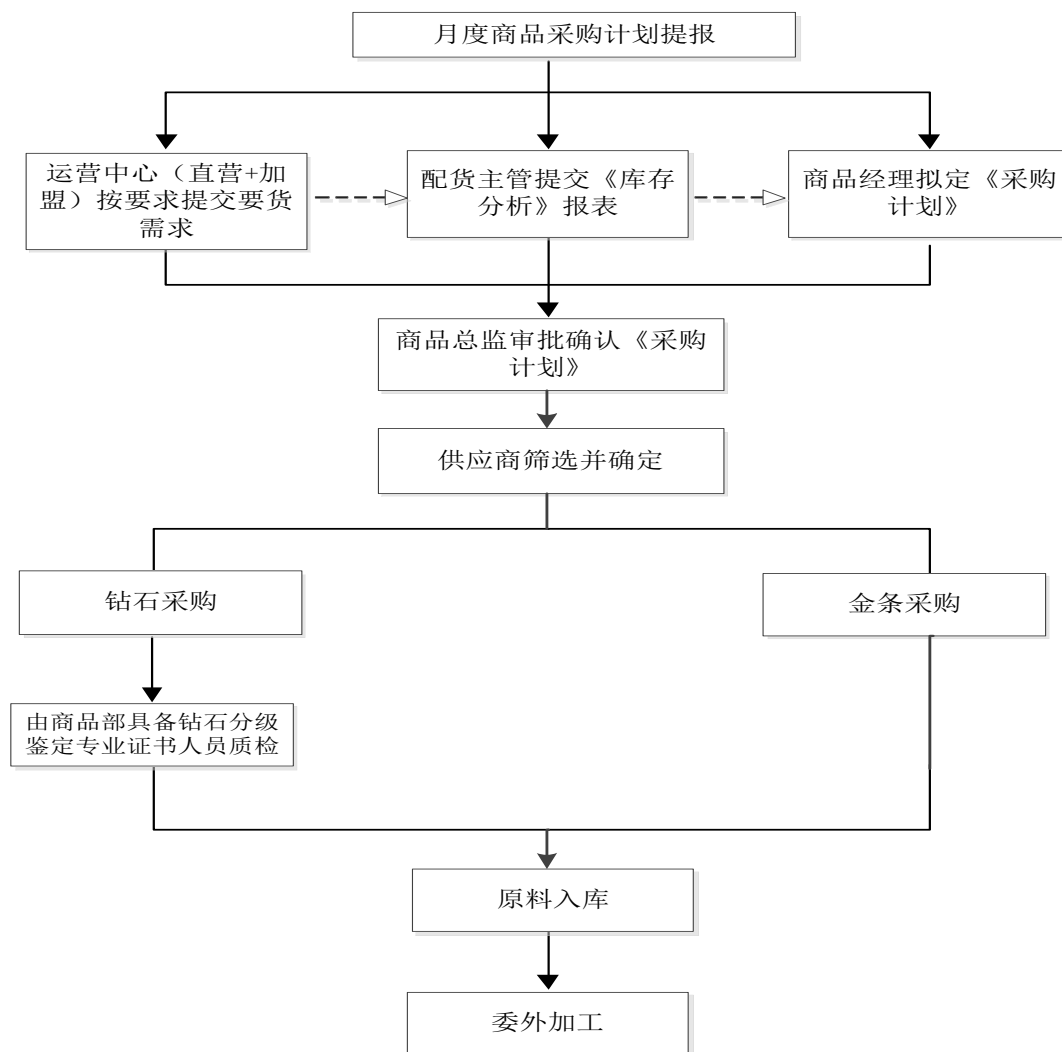 月度商品采购计划提报
运营中心（直营+加
盟）按要求提交要货
需求
配货主管提交《库存
分析》报表
商品经理拟定《采购
计划》
商品总监审批确认《采购
计划》
供应商筛选并确定
钻石采购
金条采购
由商品部具备钻石分级
鉴定专业证书人员质检
原料入库
委外加工